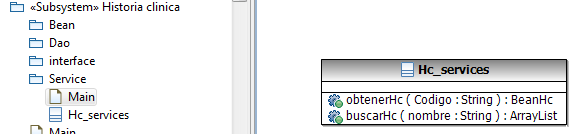 «Subsystem» Historia clinica
Bean
Dao
interface
Service
Main
Hc_services
Main
Hc_services
obtenerHc ( Codigo : String ) : BeanHc
buscarHc ( nombre : String ) : ArrayList